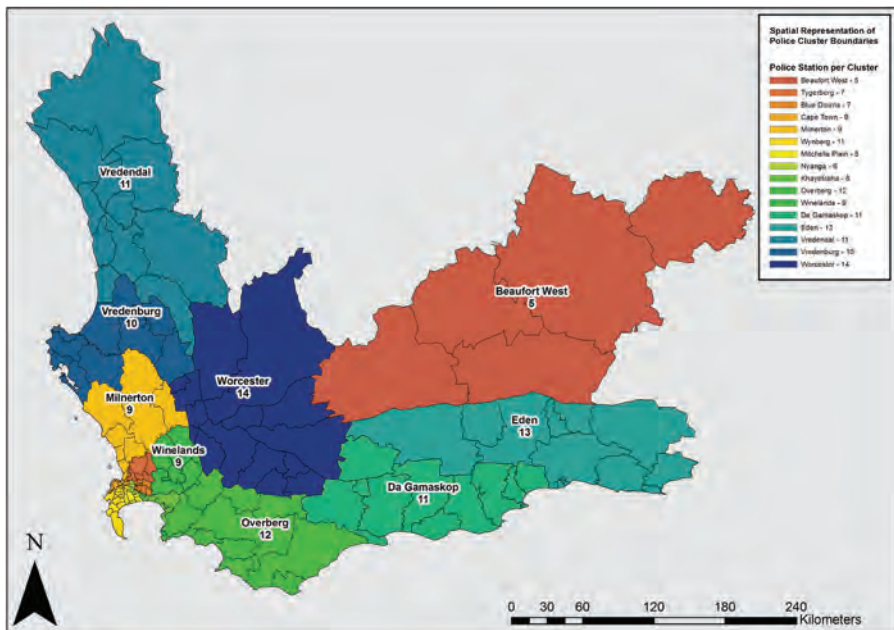 Spatial Representation of
Police Cluster Boundaries
Police Station per Cluster
Beaufort West - 5
Tygerberg - 7
Blue Downs - 7
Cape Town - 8
Milnerton - 9
Wynberg - 11
Mitchells Plain - 5
Nyanga - 6
Khayelitsha - 5
Overberg - 12
Winelands - 9
Da Gamaskop - 11
Eden - 13
Vredendal - 11
Vredenburg - 10
Worcester - 14
Vredendal
11
Beaufort West
5
Vredenburg
10
Worcester
14
Milnerton
9
Eden
13
Winelands
9
Da Gamaskop
11
Overberg
12
N
0 30 60 120 180 240
Kilometers